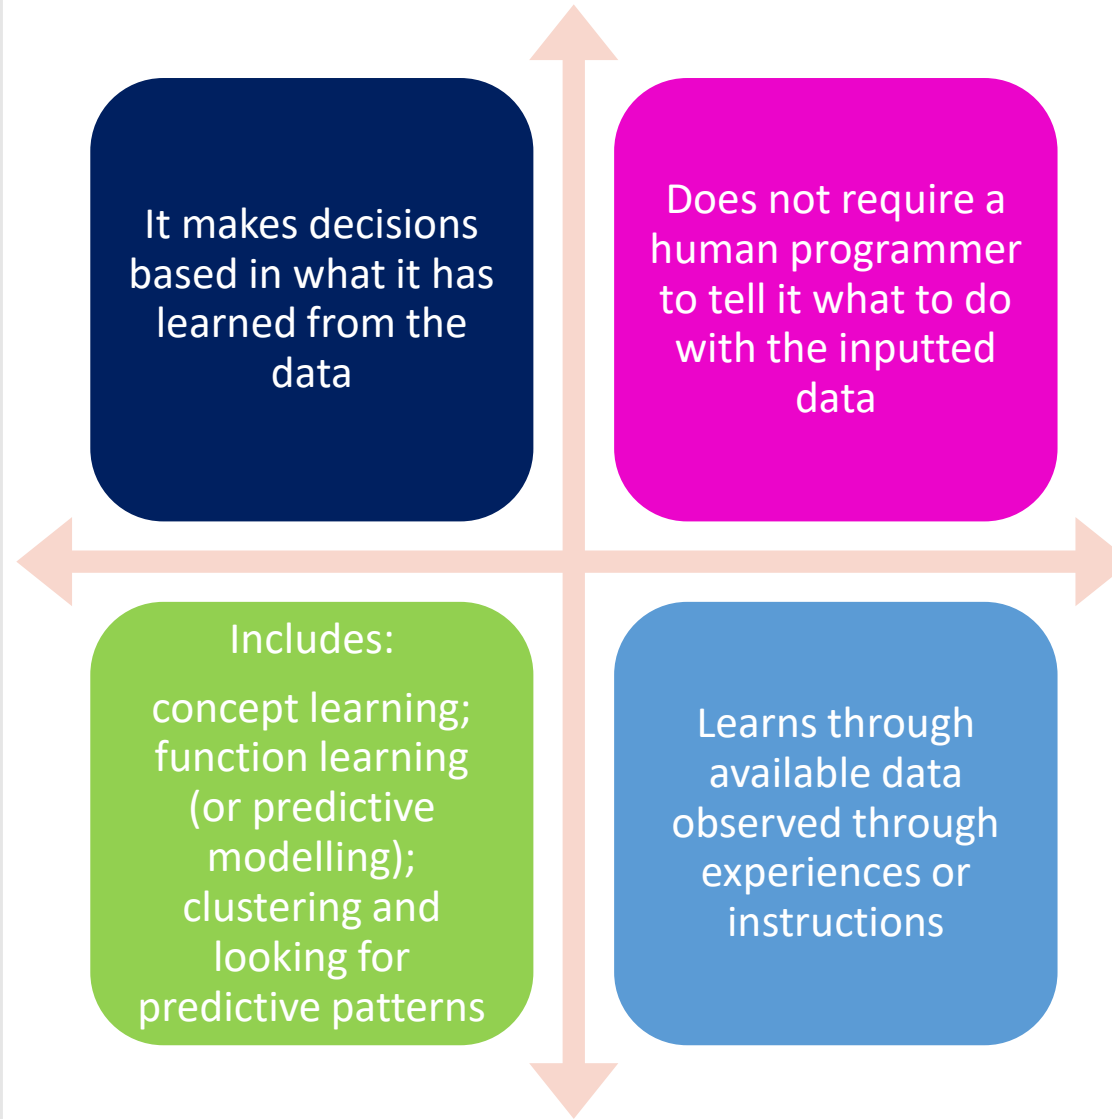 It makes decisions
based in what it has
learned from the
data
Does not require a
human programmer
to tell it what to do
with the inputted
data
Includes:
concept learning;
function learning
(or predictive
modelling);
clustering and
looking for
predictive patterns
Learns through
available data
observed through
experiences or
instructions